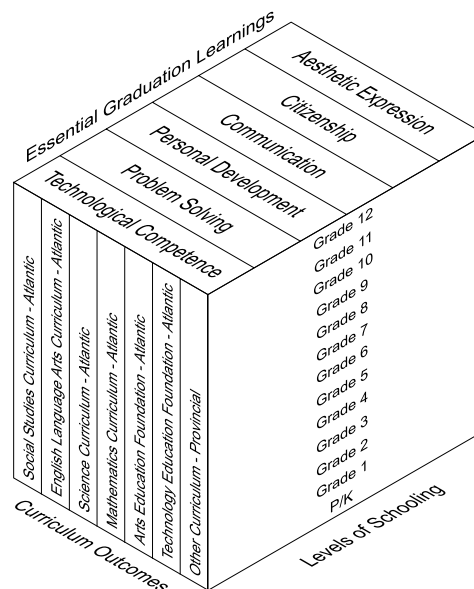 Essential Graduation Learnings
Aesthetic Expression
Citizenship
Communication
Personal Development
Problem Solving
Technological Competence
Social Studies Curriculum - Atlantic
English Language Arts Curriculum - Atlantic
Science Curriculum - Atlantic
Mathematics Curriculum - Atlantic
Arts Education Foundation - Atlantic
Technology Education Foundation - Atlantic
Other Curriculum - Provincial
Curriculum Outcomes
Grade 12
Grade 11
Grade 10
Grade 9
Grade 8
Grade 7
Grade 6
Grade 5
Grade 4
Grade 3
Grade 2
Grade 1
P/K
Levels of Schooling